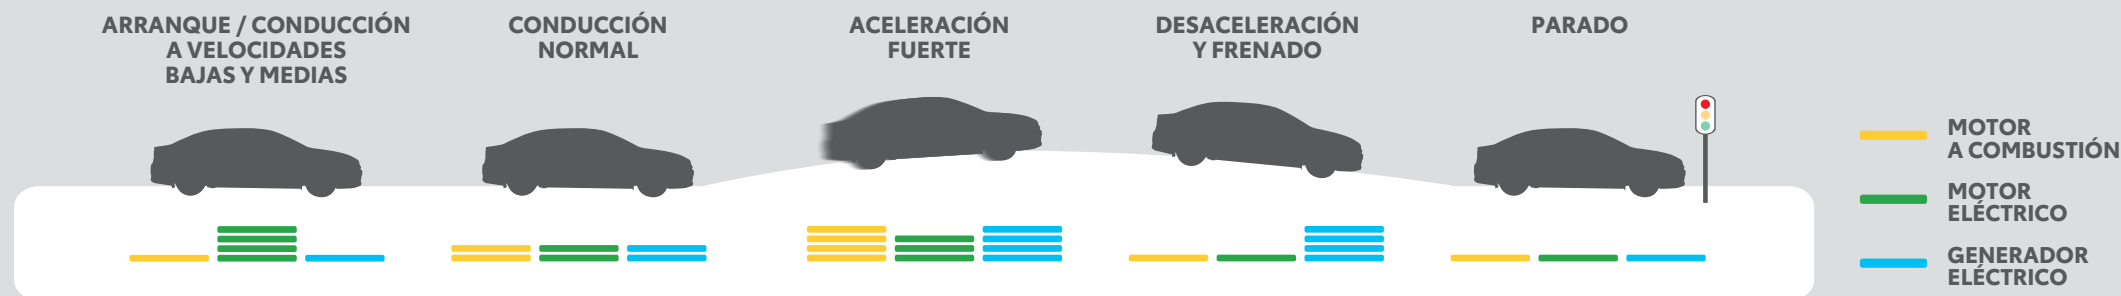 ARRANQUE / CONDUCCIÓN
A VELOCIDADES
BAJAS Y MEDIAS
CONDUCCIÓN
NORMAL
ACELERACIÓN
FUERTE
DESACELERACIÓN
Y FRENADO
PARADO
MOTOR
A COMBUSTIÓN
MOTOR
ELÉCTRICO
GENERADOR
ELÉCTRICO